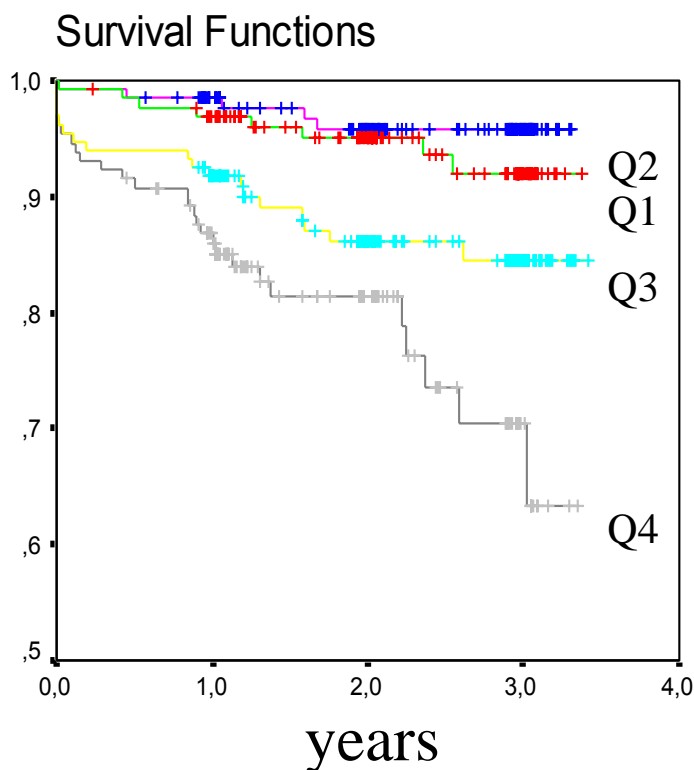 Survival Functions
1,0
,9
,8
,7
,6
,5
0,0 1,0 2,0 3,0 4,0
Q2
Q1
Q3
Q4
years